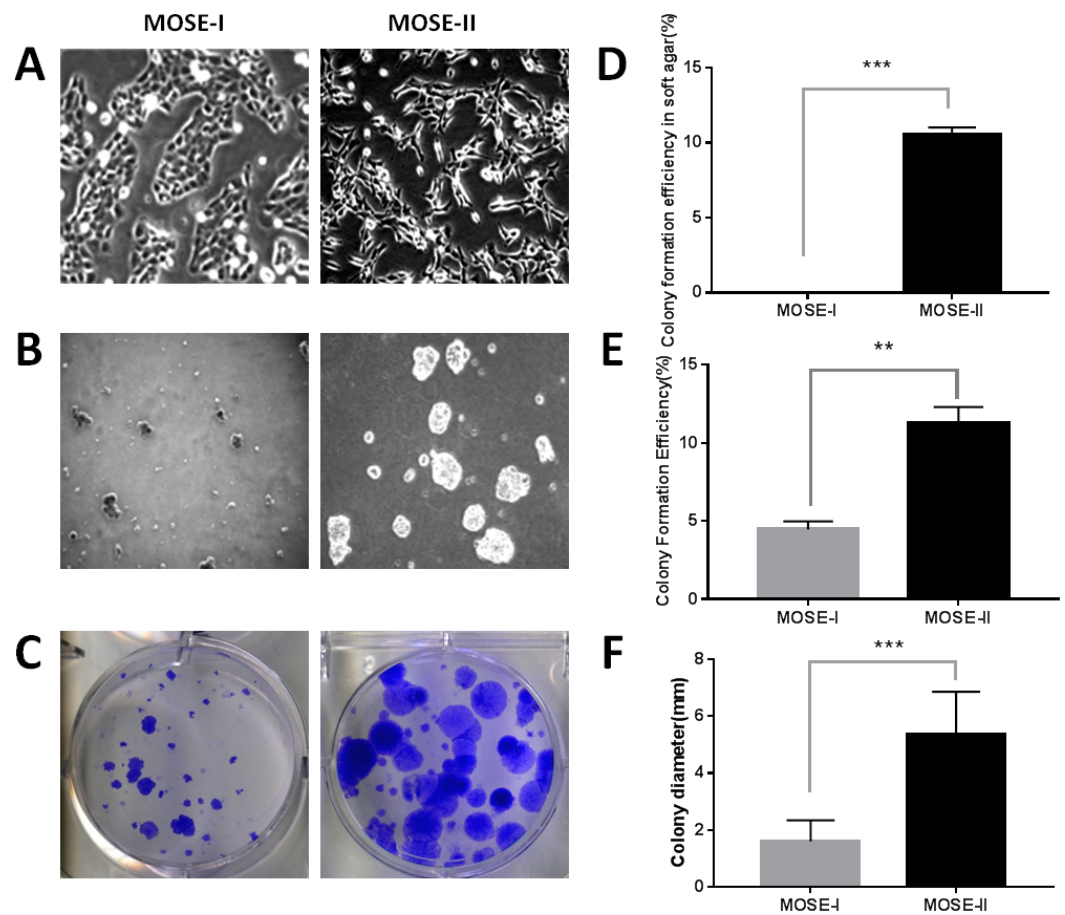 MOSE-I MOSE-II
A
B
C
D
Colony formation efficiency in soft agar(%)
15
10
5
0
***
MOSE-I MOSE-II
E
Colony Formation Efficiency(%)
15
10
5
0
**
MOSE-I MOSE-II
F
Colony diameter(mm)
8
6
4
2
0
***
MOSE-I MOSE-II